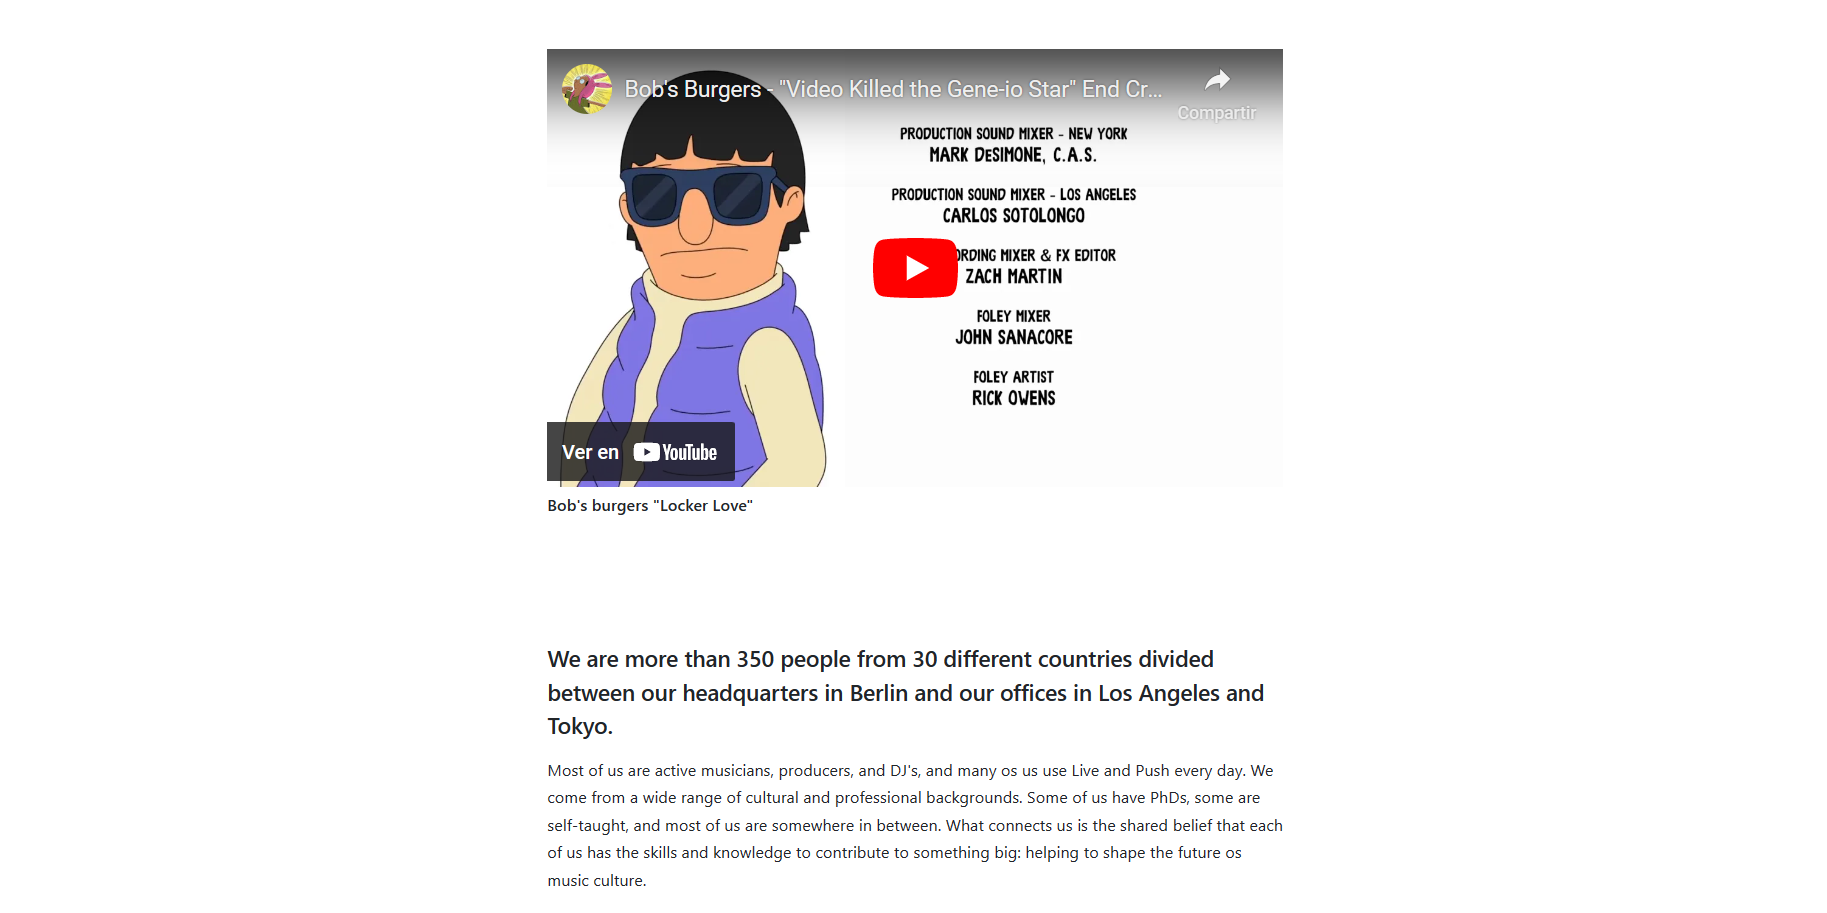 Bob's Burgers - "Video Killed the Gene-io Star" End Cr...
Compartir
PRODUCTION SOUND MIXER - NEW YORK
MARK DeSIMONE, C.A.S.
PRODUCTION SOUND MIXER - LOS ANGELES
CARLOS SOTOLONGO
ORDING MIXER & FX EDITOR
ZACH MARTIN
FOLEY MIXER
JOHN SANACORE
FOLEY ARTIST
RICK OWENS
Ver en YouTube
Bob's burgers "Locker Love"
We are more than 350 people from 30 different countries divided
between our headquarters in Berlin and our offices in Los Angeles and
Tokyo.
Most of us are active musicians, producers, and DJ's, and many os us use Live and Push every day. We
come from a wide range of cultural and professional backgrounds. Some of us have PhDs, some are
self-taught, and most of us are somewhere in between. What connects us is the shared belief that each
of us has the skills and knowledge to contribute to something big: helping to shape the future os
music culture.